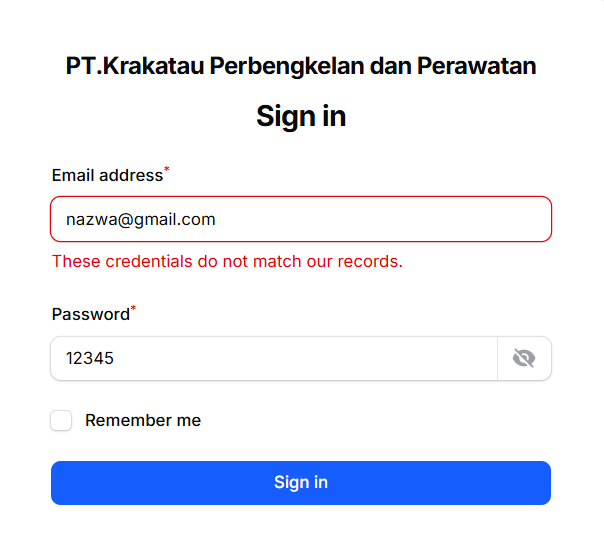 PT.Krakatau Perbengkelan dan Perawatan
Sign in
Email address*
nazwa@gmail.com
These credentials do not match our records.
Password*
12345
Remember me
Sign in